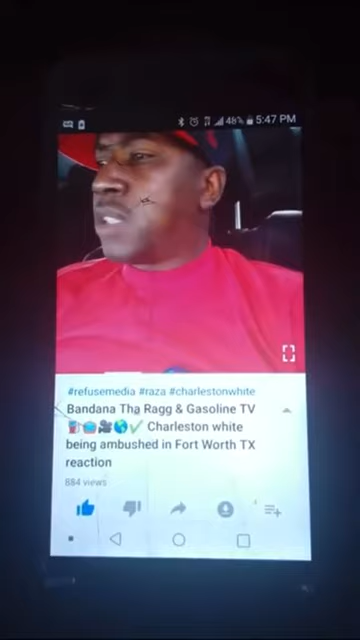 48% 5:47 PM
#refusemedia #raza #charlestonwhite
Bandana Tha Ragg & Gasoline TV
Charleston white
being ambushed in Fort Worth TX
reaction
884 views